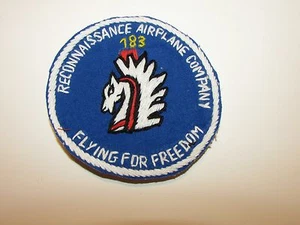 RECONNAISSANCE AIRPLANE COMPANY
183
FLYING FOR FREEDOM